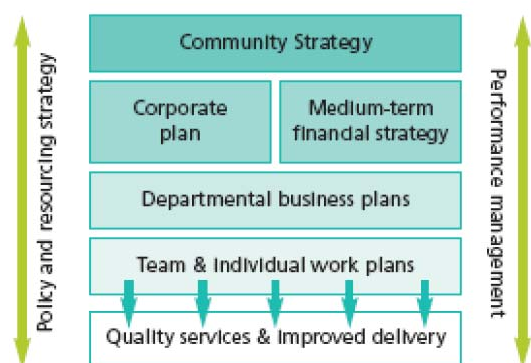 Community Strategy
Corporate
plan
Medium-term
financial strategy
Departmental business plans
Team & individual work plans
Quality services & improved delivery
Policy and resourcing strategy
Performance management